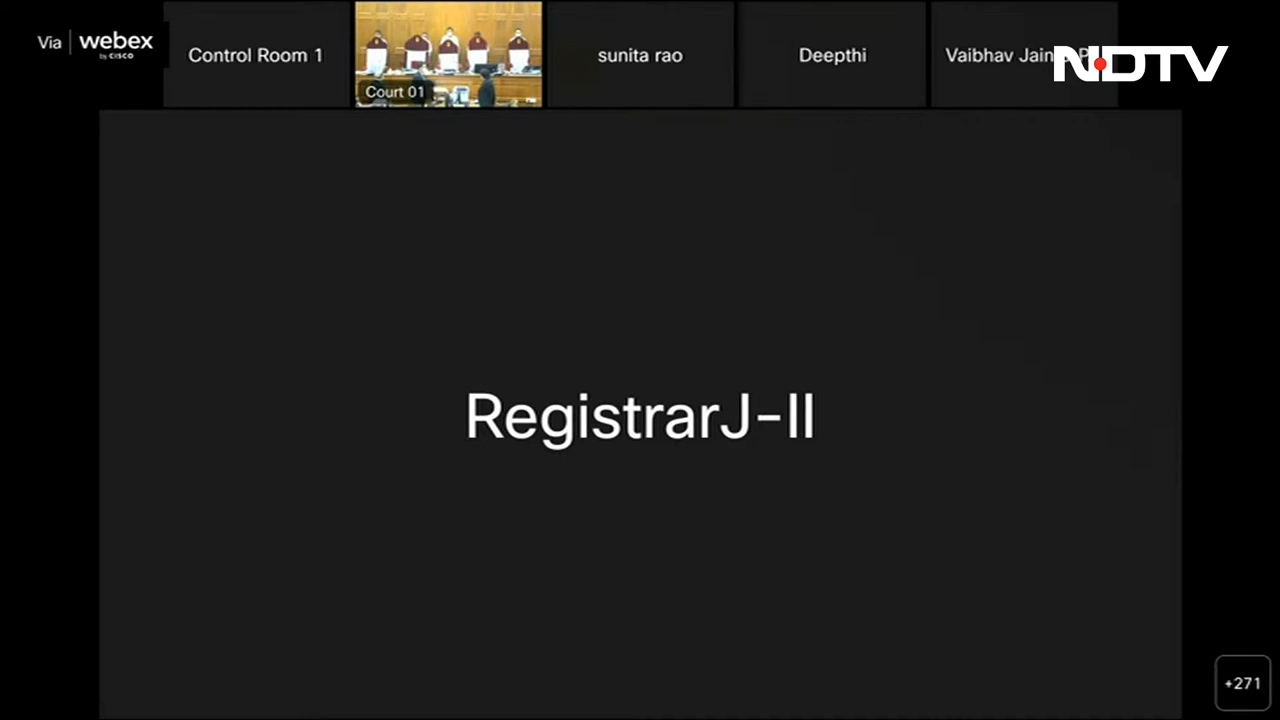 Via webex
by CISCO
Control Room 1
Court 01
sunita rao
Deepthi
Vaibhav Jain
NDTV
RegistrarJ-II
+271